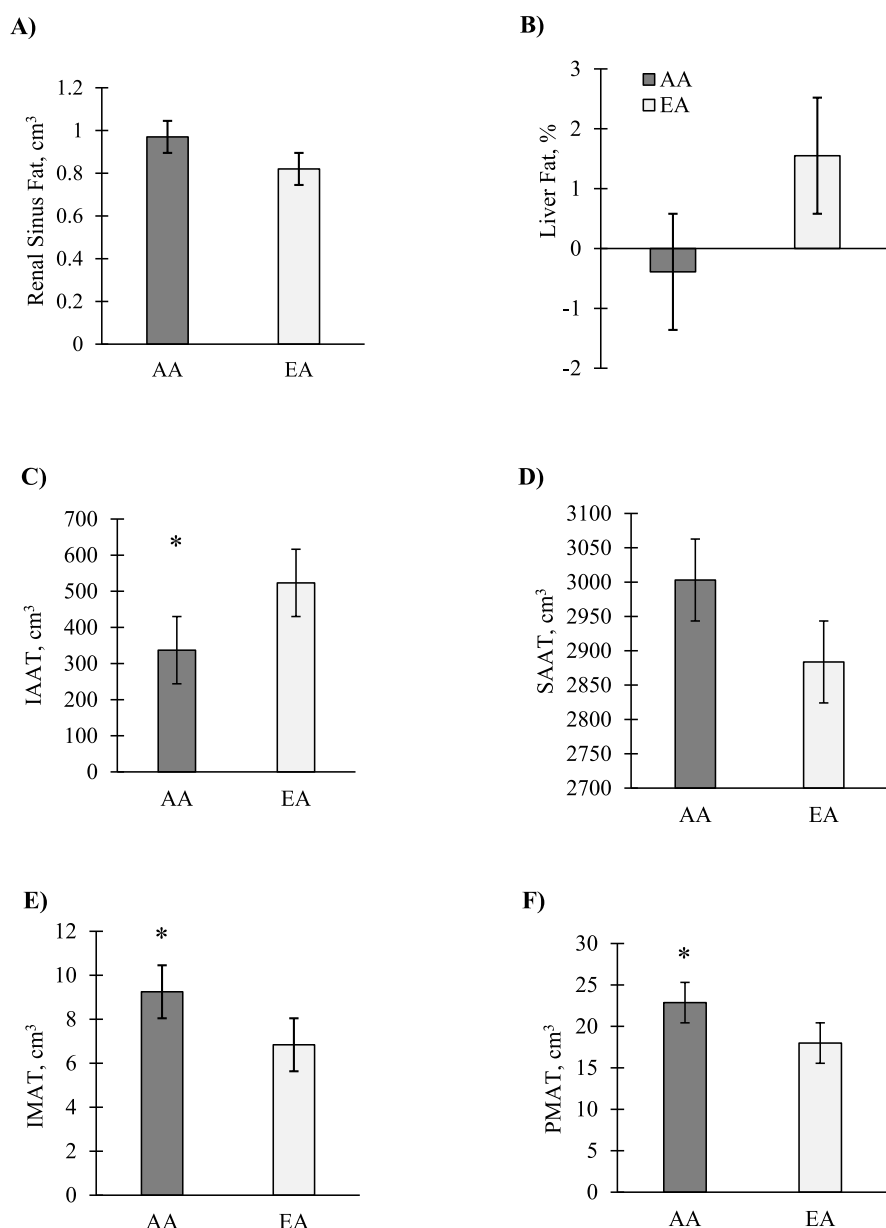 A)
1.2
1
0.8
0.6
0.4
0.2
0
Renal Sinus Fat, cm³
AA
EA
B)
3
2
1
0
-1
-2
Liver Fat, %
AA
EA
C)
700
600
500
400
300
200
100
0
IAAT, cm³
*
AA
EA
D)
3100
3050
3000
2950
2900
2850
2800
2750
2700
SAAT, cm³
AA
EA
E)
12
10
8
6
4
2
0
IMAT, cm³
*
AA
EA
F)
30
25
20
15
10
5
0
PMAT, cm³
*
AA
EA